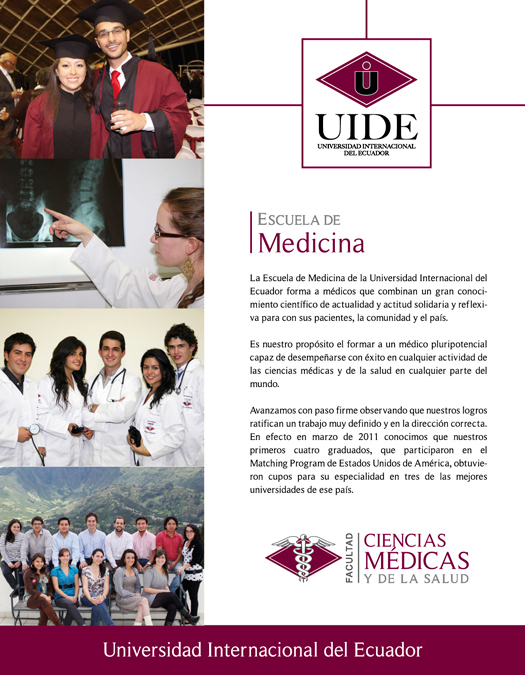 UIDE
UNIVERSIDAD INTERNACIONAL
DEL ECUADOR
ESCUELA DE
Medicina
La Escuela de Medicina de la Universidad Internacional del
Ecuador forma a médicos que combinan un gran conoci-
miento científico de actualidad y actitud solidaria y reflexi-
va para con sus pacientes, la comunidad y el país.
Es nuestro propósito el formar a un médico pluripotencial
capaz de desempeñarse con éxito en cualquier actividad de
las ciencias médicas y de la salud en cualquier parte del
mundo.
Avanzamos con paso firme observando que nuestros logros
ratifican un trabajo muy definido y en la dirección correcta.
En efecto en marzo de 2011 conocimos que nuestros
primeros cuatro graduados, que participaron en el
Matching Program de Estados Unidos de América, obtuvie-
ron cupos para su especialidad en tres de las mejores
universidades de ese país.
FACULTAD
CIENCIAS
MÉDICAS
Y DE LA SALUD
Universidad Internacional del Ecuador